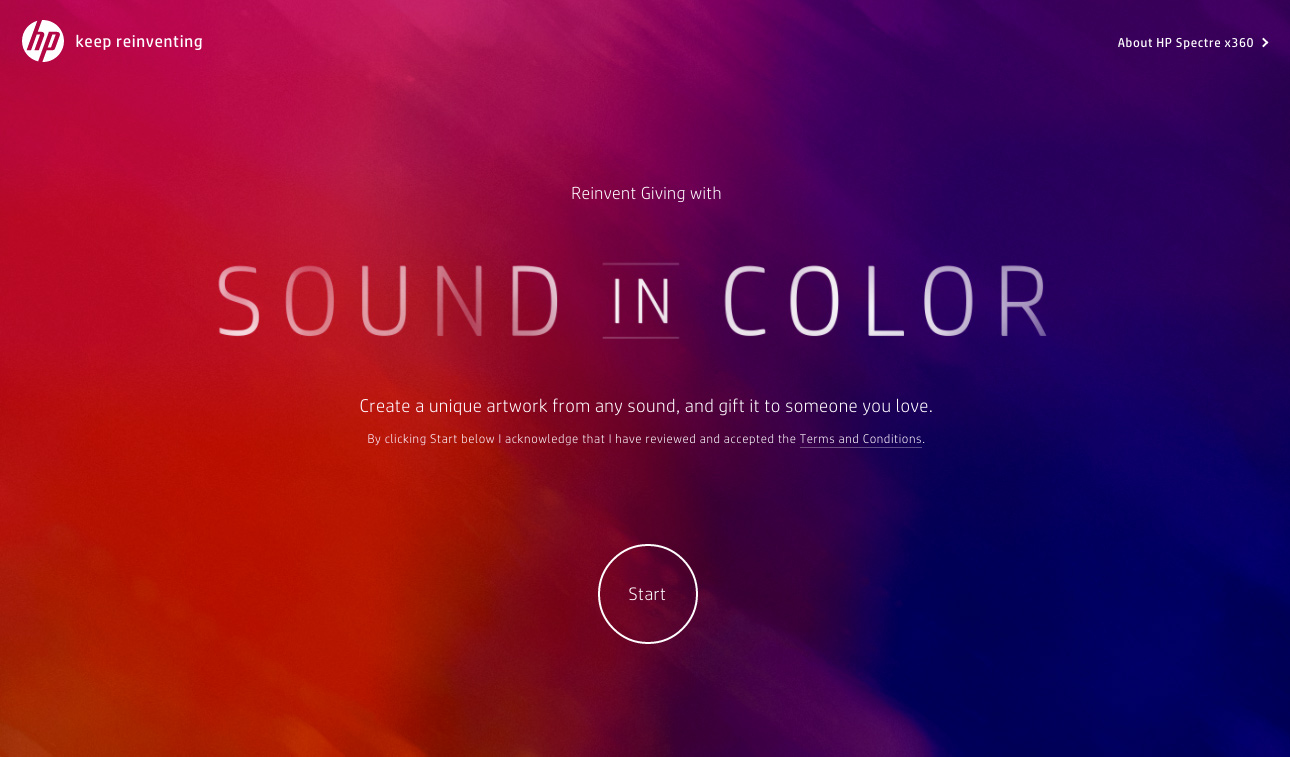 hp keep reinventing
About HP Spectre x360
Reinvent Giving with
SOUND IN COLOR
Create a unique artwork from any sound, and gift it to someone you love.
By clicking Start below I acknowledge that I have reviewed and accepted the Terms and Conditions.
Start